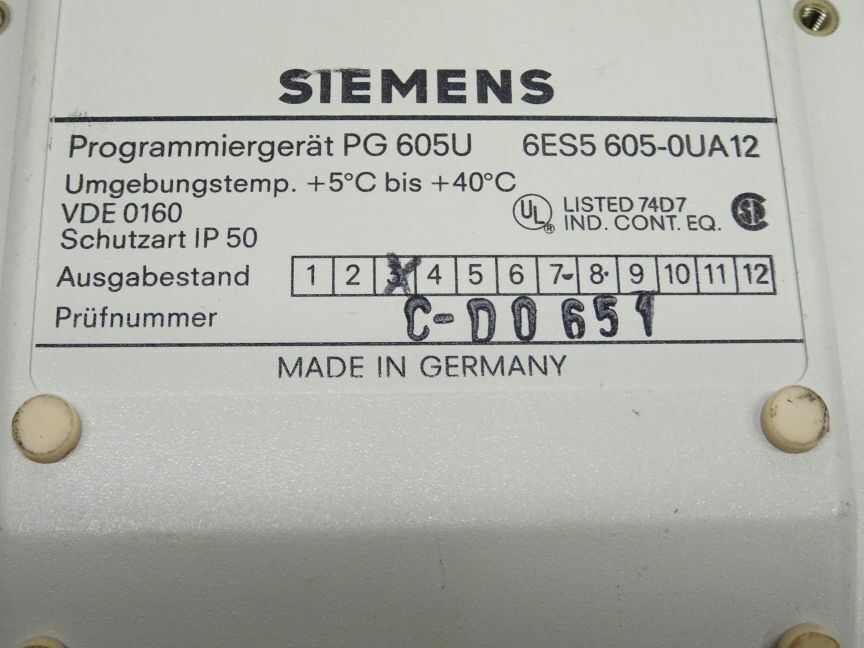 SIEMENS
Programmiergerät PG 605U 6ES5 605-0UA12
Umgebungstemp. +5°C bis +40°C
VDE 0160
UL® LISTED 74D7
IND. CONT. EQ.
Schutzart IP 50
Ausgabestand 1 2 3 4 5 6 7 8 9 10 11 12
Prüfnummer C-D0651
MADE IN GERMANY